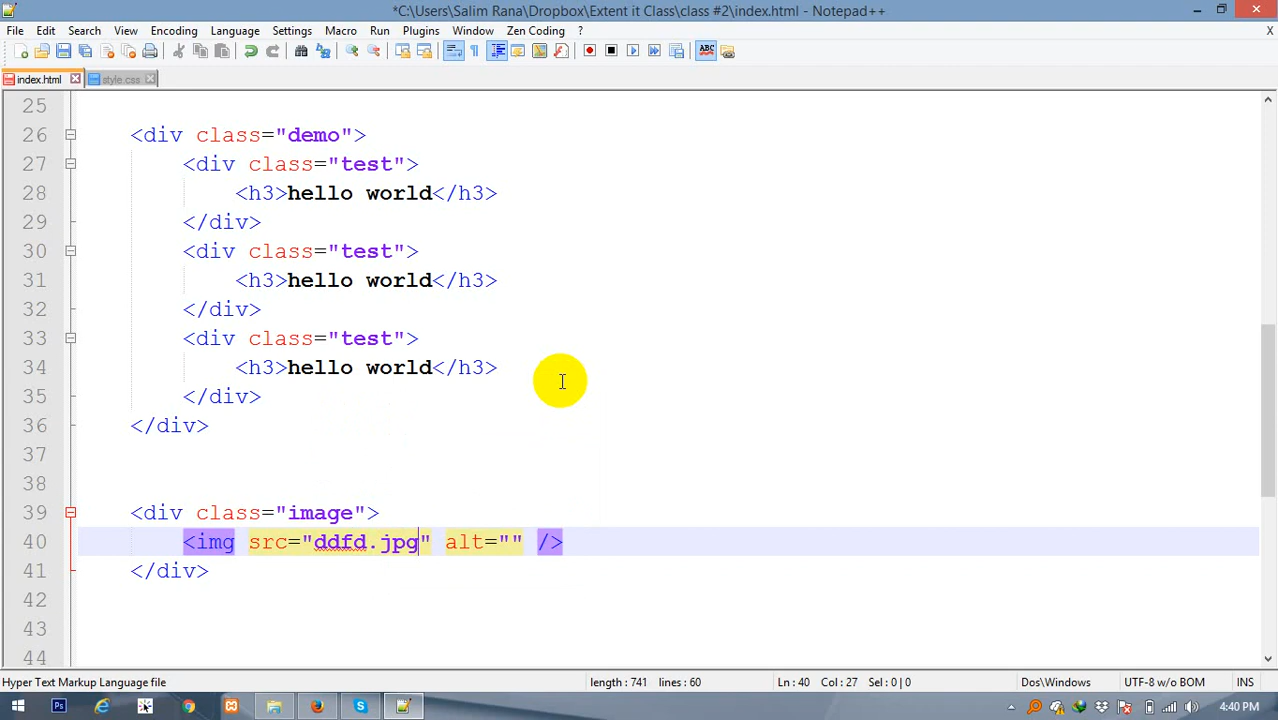 *C:\Users\Salim Rana\Dropbox\Extent it Class\class #2\index.html - Notepad++
File Edit Search View Encoding Language Settings Macro Run Plugins Window Zen Coding ? X
ABC
index.html style.css
25
26 <div class="demo">
27 <div class="test">
28 <h3>hello world</h3>
29 </div>
30 <div class="test">
31 <h3>hello world</h3>
32 </div>
33 <div class="test">
34 <h3>hello world</h3>
35 </div>
36 </div>
37
38
39 <div class="image">
40 <img src="ddfd.jpg" alt="" />
41 </div>
42
43
44
Hyper Text Markup Language file length : 741 lines : 60 Ln : 40 Col : 27 Sel : 0 | 0 Dos\Windows UTF-8 w/o BOM INS
Ps 4:40 PM